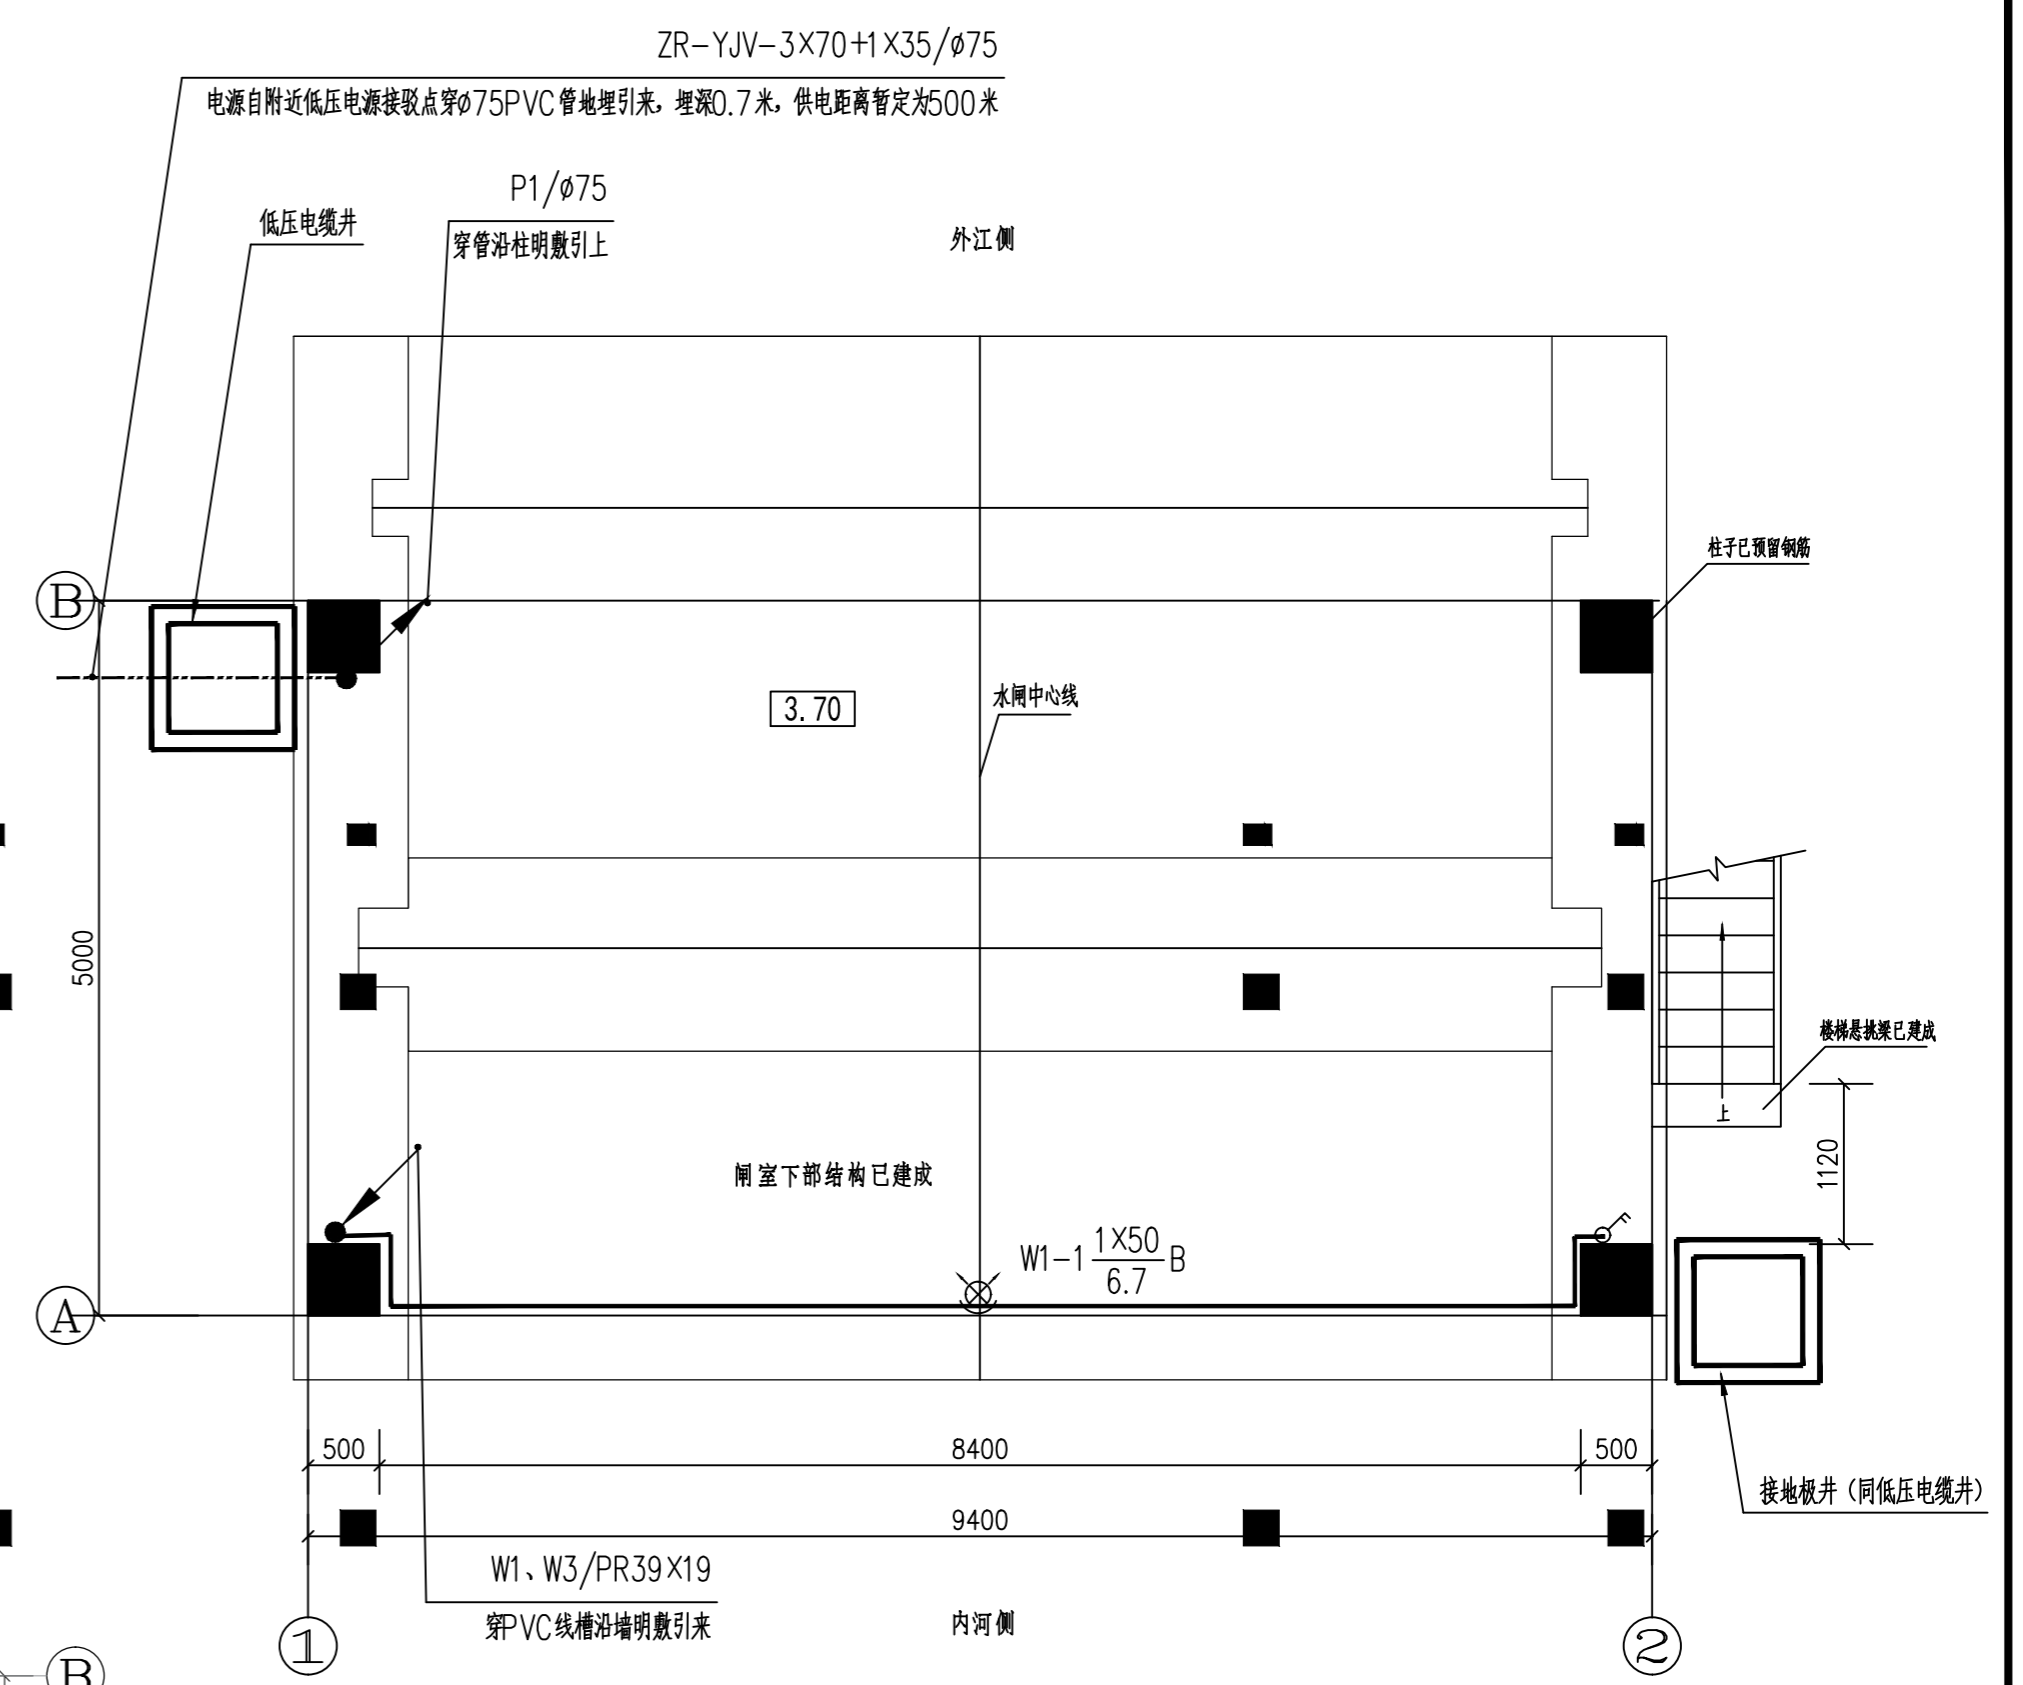 ZR-YJV-3X70+1X35/ø75
电源自附近低压电源接驳点穿ø75PVC管地埋引来，埋深0.7米，供电距离暂定为500米
P1/ø75
穿管沿柱明敷引上
低压电缆井
外江侧
柱子已预留钢筋
B
3.70
水闸中心线
5000
楼梯悬挑梁已建成
上
1120
闸室下部结构已建成
W1-1 1X50/6.7 B
A
500
8400
500
接地极井（同低压电缆井）
9400
W1、W3/PR39X19
穿PVC线槽沿墙明敷引来
内河侧
1
2
B